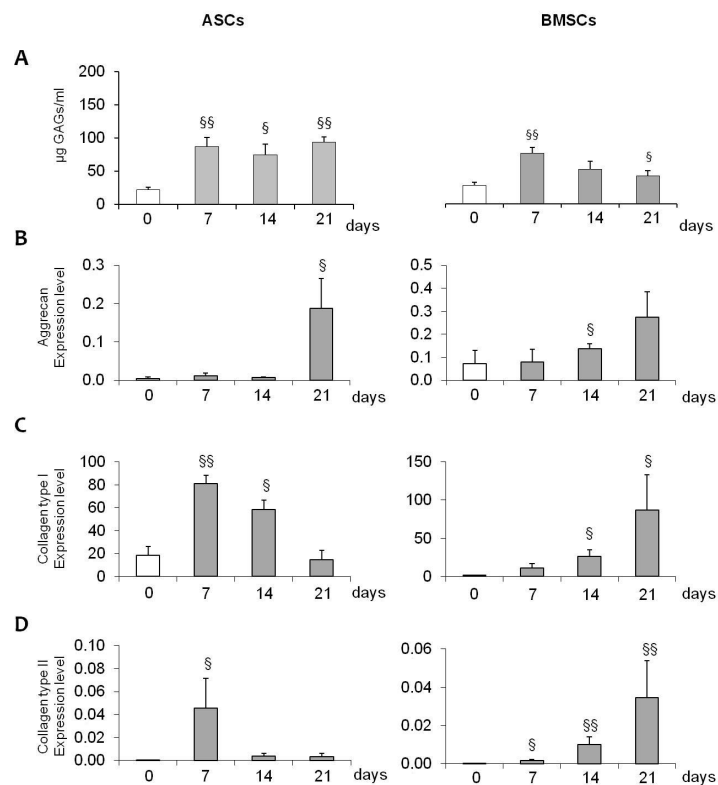 ASCs BMSCs
A
µg GAGs/ml
200
150
100
50
0
§§ § §§
0 7 14 21 days
§§ §
0 7 14 21 days
B
Aggrecan
Expression level
0.3
0.2
0.1
0.0
§
0 7 14 21 days
0.5
0.4
0.3
0.2
0.1
0.0
§
0 7 14 21 days
C
Collagen type I
Expression level
100
80
60
40
20
0
§§ §
0 7 14 21 days
150
100
50
0
§ §
0 7 14 21 days
D
Collagen type II
Expression level
0.10
0.08
0.06
0.04
0.02
0.00
§
0 7 14 21 days
0.06
0.04
0.02
0.00
§ §§ §§
0 7 14 21 days